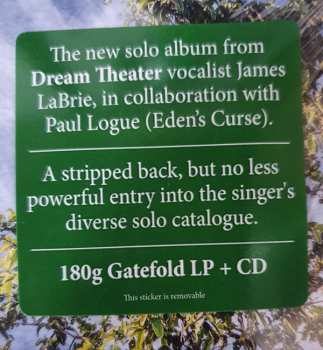 The new solo album from
Dream Theater vocalist James
LaBrie, in collaboration with
Paul Logue (Eden's Curse).
A stripped back, but no less
powerful entry into the singer's
diverse solo catalogue.
180g Gatefold LP + CD
This sticker is removable